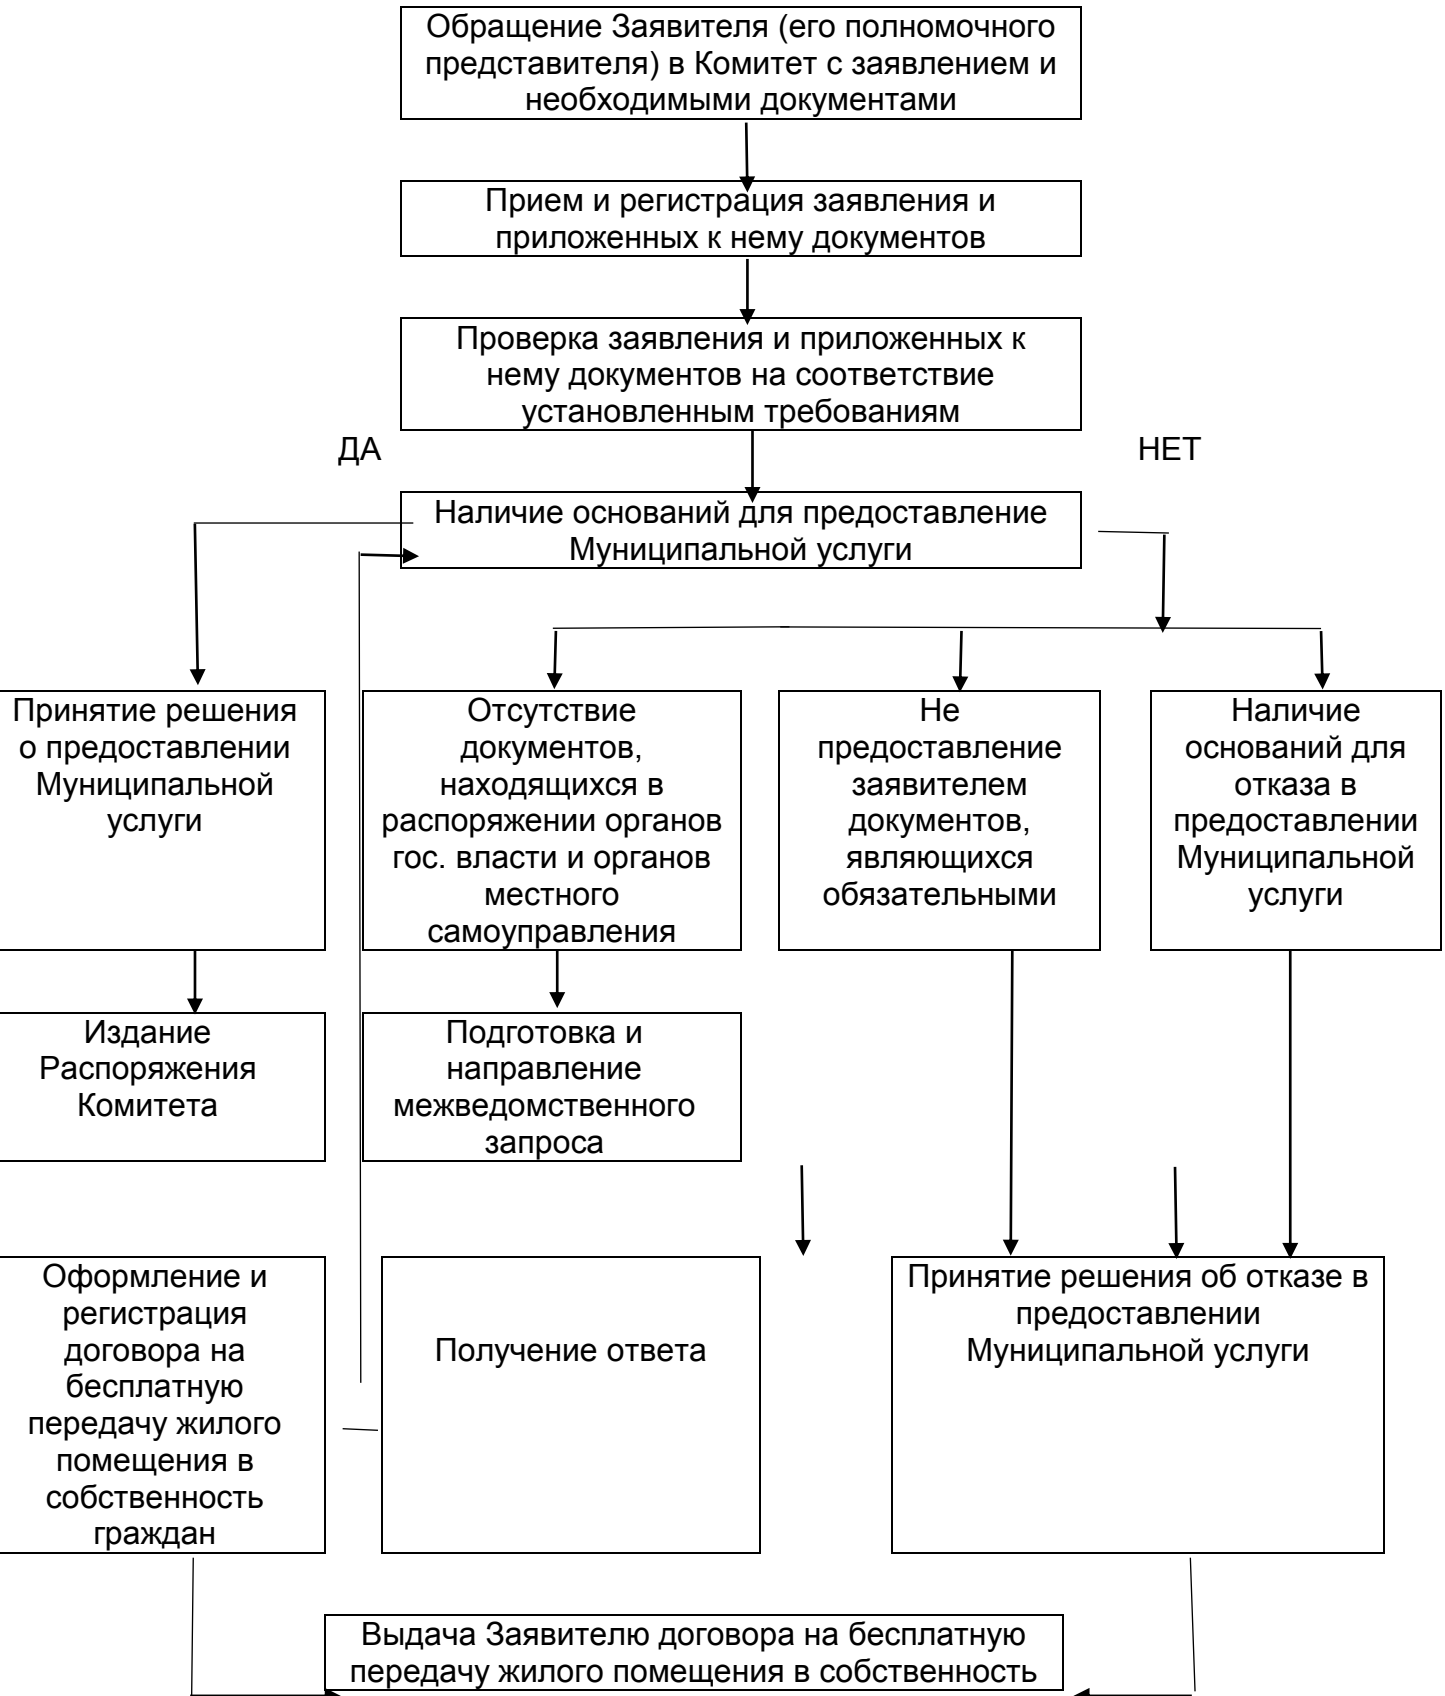 Обращение Заявителя (его полномочного
представителя) в Комитет с заявлением и
необходимыми документами
Прием и регистрация заявления и
приложенных к нему документов
Проверка заявления и приложенных к
нему документов на соответствие
установленным требованиям
ДА
НЕТ
Наличие оснований для предоставление
Муниципальной услуги
Принятие решения
о предоставлении
Муниципальной
услуги
Отсутствие
документов,
находящихся в
распоряжении органов
гос. власти и органов
местного
самоуправления
Не
предоставление
заявителем
документов,
являющихся
обязательными
Наличие
оснований для
отказа в
предоставлении
Муниципальной
услуги
Издание
Распоряжения
Комитета
Подготовка и
направление
межведомственного
запроса
Оформление и
регистрация
договора на
бесплатную
передачу жилого
помещения в
собственность
граждан
Получение ответа
Принятие решения об отказе в
предоставлении
Муниципальной услуги
Выдача Заявителю договора на бесплатную
передачу жилого помещения в собственность